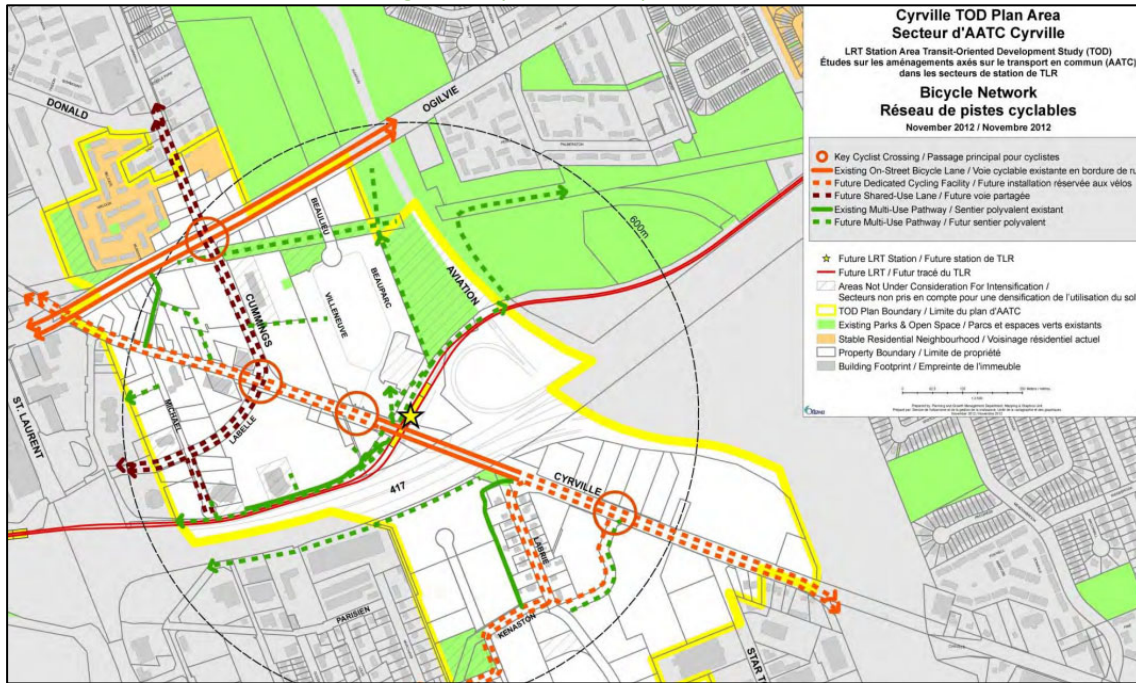 Cyrville TOD Plan Area
Secteur d'AATC Cyrville
LRT Station Area Transit-Oriented Development Study (TOD)
Études sur les aménagements axés sur le transport en commun (AATC)
dans les secteurs de station de TLR
Bicycle Network
Réseau de pistes cyclables
November 2012 / Novembre 2012
Key Cyclist Crossing / Passage principal pour cyclistes
Existing On-Street Bicycle Lane / Voie cyclable existante en bordure de ru
Future Dedicated Cycling Facility / Future installation réservée aux vélos
Future Shared-Use Lane / Future voie partagée
Existing Multi-Use Pathway / Sentier polyvalent existant
Future Multi-Use Pathway / Futur sentier polyvalent
Future LRT Station / Future station de TLR
Future LRT / Futur tracé du TLR
Areas Not Under Consideration For Intensification /
Secteurs non pris en compte pour une densification de l'utilisation du sol
TOD Plan Boundary / Limite du plan d'AATC
Existing Parks & Open Space / Parcs et espaces verts existants
Stable Residential Neighbourhood / Voisinage résidentiel actuel
Property Boundary / Limite de propriété
Building Footprint / Empreinte de l'immeuble
DONALD
OGILVIE
600m
BEAULIEU
AVIATION
BEAUPARC
CUMMINGS
VILLENEUVE
ST. LAURENT
MICHAEL
LABELLE
417
CYRVILLE
LABRIE
PARISIEN
KENASTON
STAR T